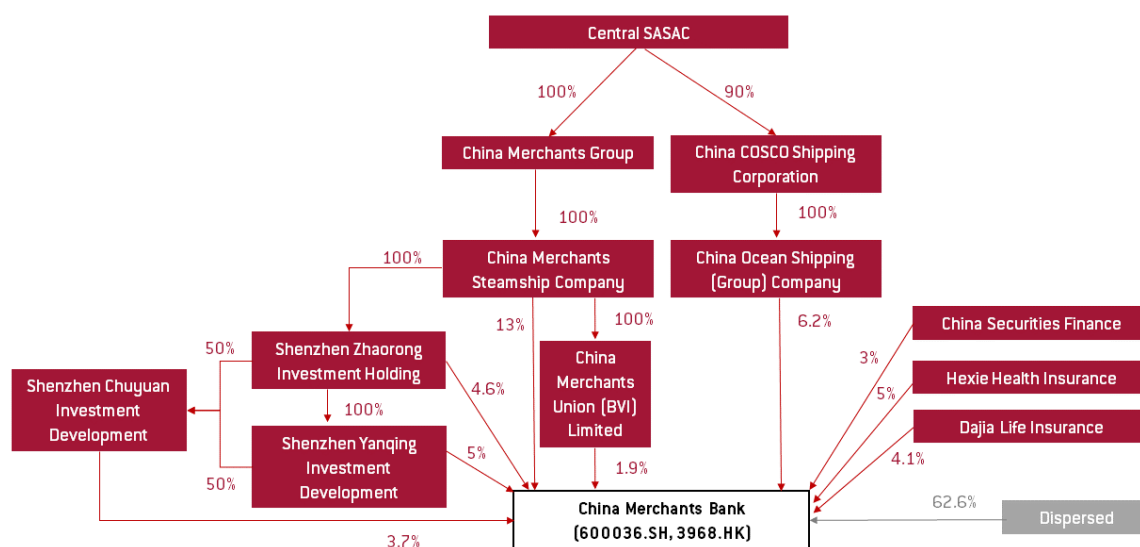 Central SASAC
100%
90%
China Merchants Group
China COSCO Shipping
Corporation
100%
100%
China Merchants
Steamship Company
China Ocean Shipping
(Group) Company
100%
13%
100%
6.2%
China Securities Finance
3%
Hexie Health Insurance
5%
Dajia Life Insurance
4.1%
Shenzhen Zhaorong
Investment Holding
50%
4.6%
China
Merchants
Union (BVI)
Limited
Shenzhen Chuyuan
Investment
Development
100%
Shenzhen Yanqing
Investment
Development
50%
5%
1.9%
China Merchants Bank
(600036.SH, 3968.HK)
3.7%
62.6%
Dispersed